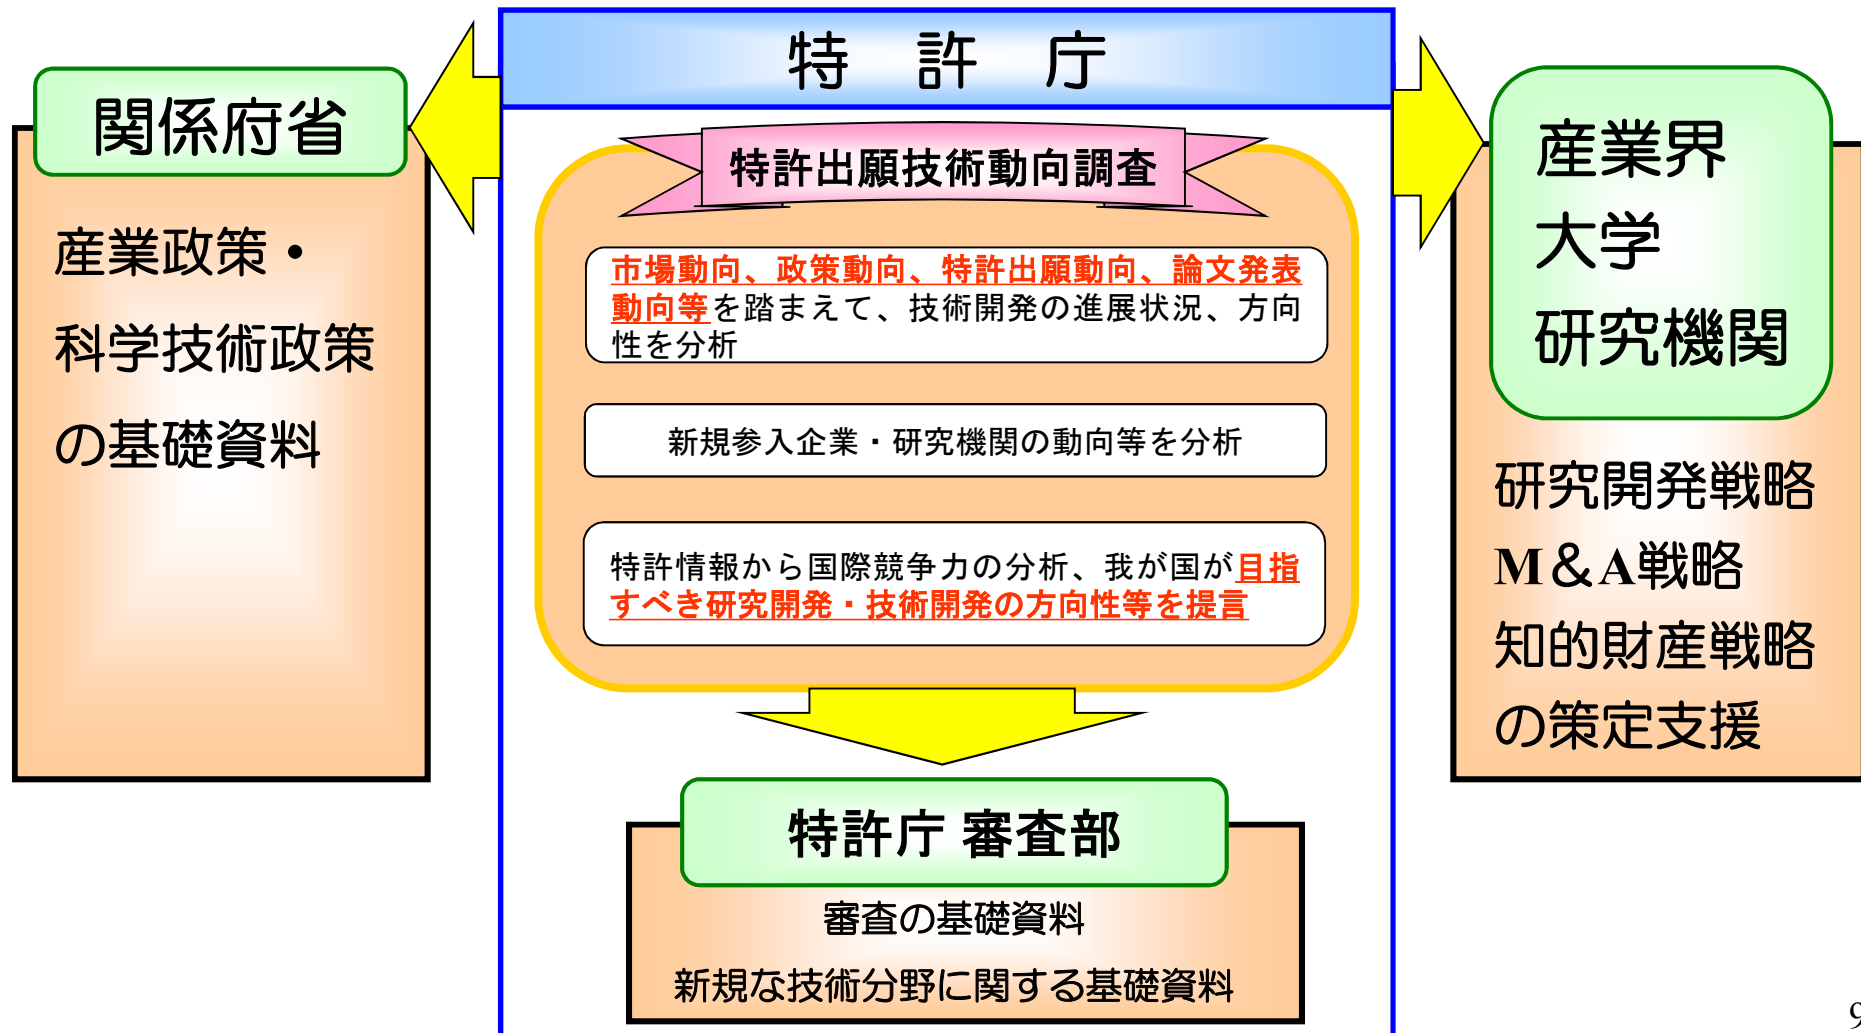 特 許 庁
関係府省
産業政策・
科学技術政策
の基礎資料
特許出願技術動向調査
市場動向、政策動向、特許出願動向、論文発表
動向等を踏まえて、技術開発の進展状況、方向
性を分析
新規参入企業・研究機関の動向等を分析
特許情報から国際競争力の分析、我が国が目指
すべき研究開発・技術開発の方向性等を提言
特許庁 審査部
審査の基礎資料
新規な技術分野に関する基礎資料
産業界
大学
研究機関
研究開発戦略
M&A戦略
知的財産戦略
の策定支援
9